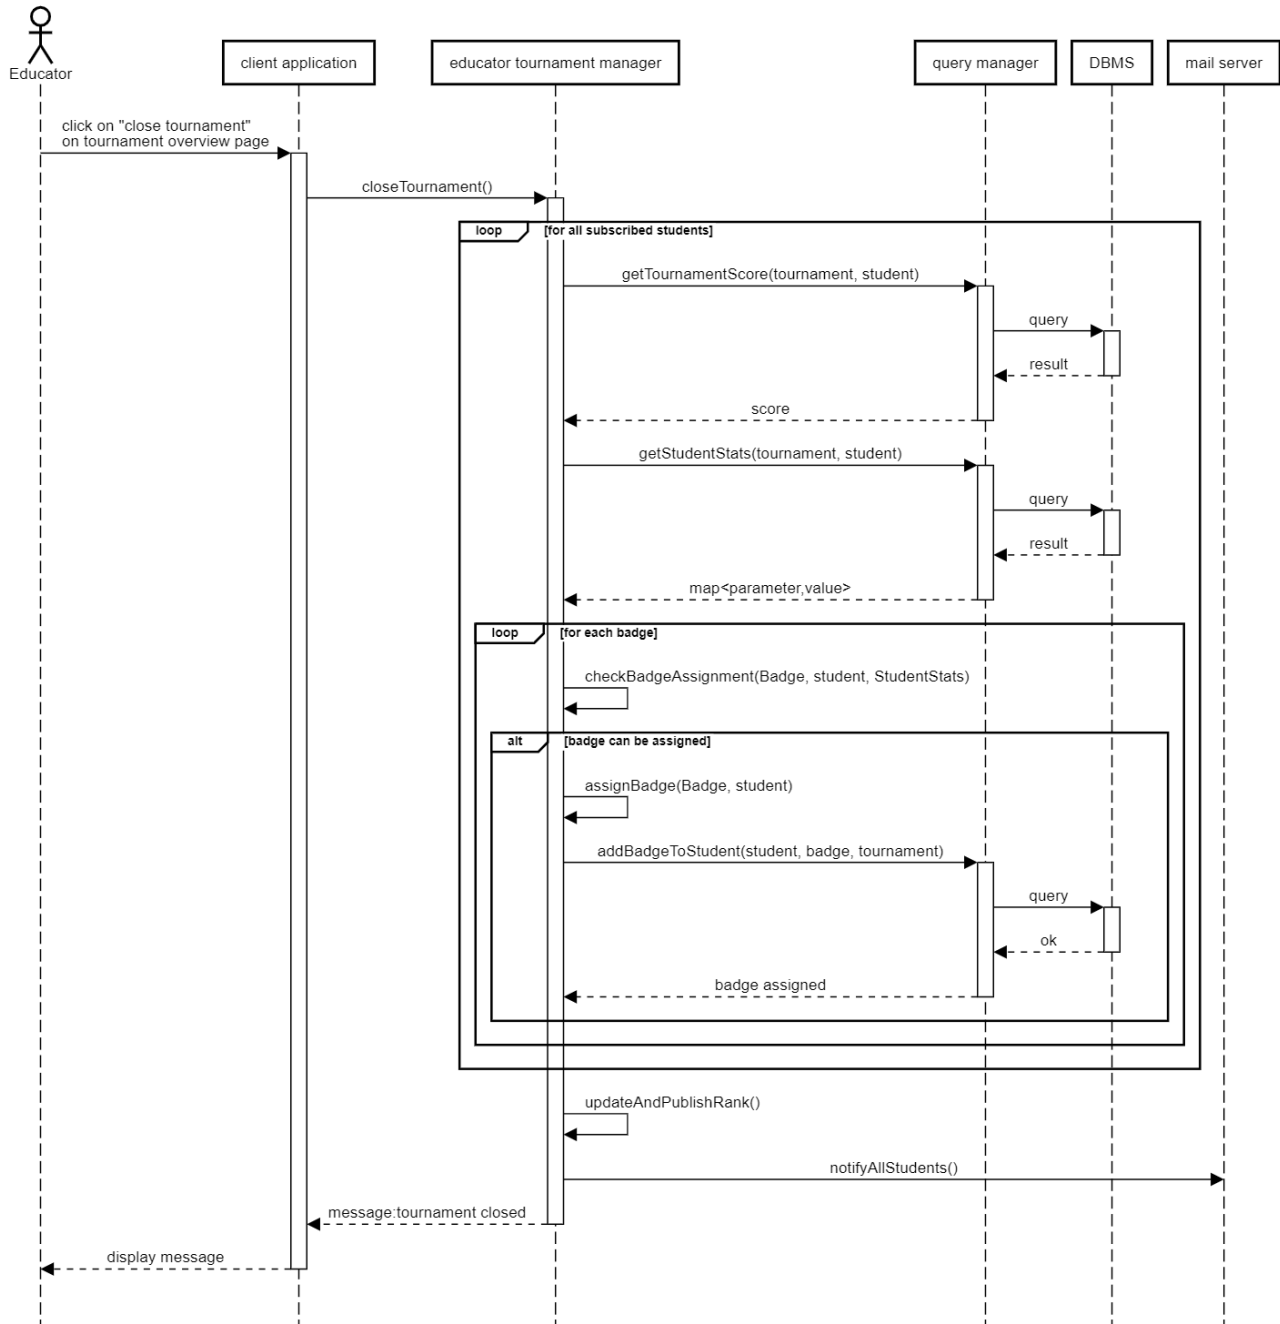 Educator
client application
educator tournament manager
query manager
DBMS
mail server
click on "close tournament"
on tournament overview page
closeTournament()
loop
[for all subscribed students]
getTournamentScore(tournament, student)
query
result
score
getStudentStats(tournament, student)
query
result
map<parameter,value>
loop
[for each badge]
checkBadgeAssignment(Badge, student, StudentStats)
alt
[badge can be assigned]
assignBadge(Badge, student)
addBadgeToStudent(student, badge, tournament)
query
ok
badge assigned
updateAndPublishRank()
notifyAllStudents()
message:tournament closed
display message